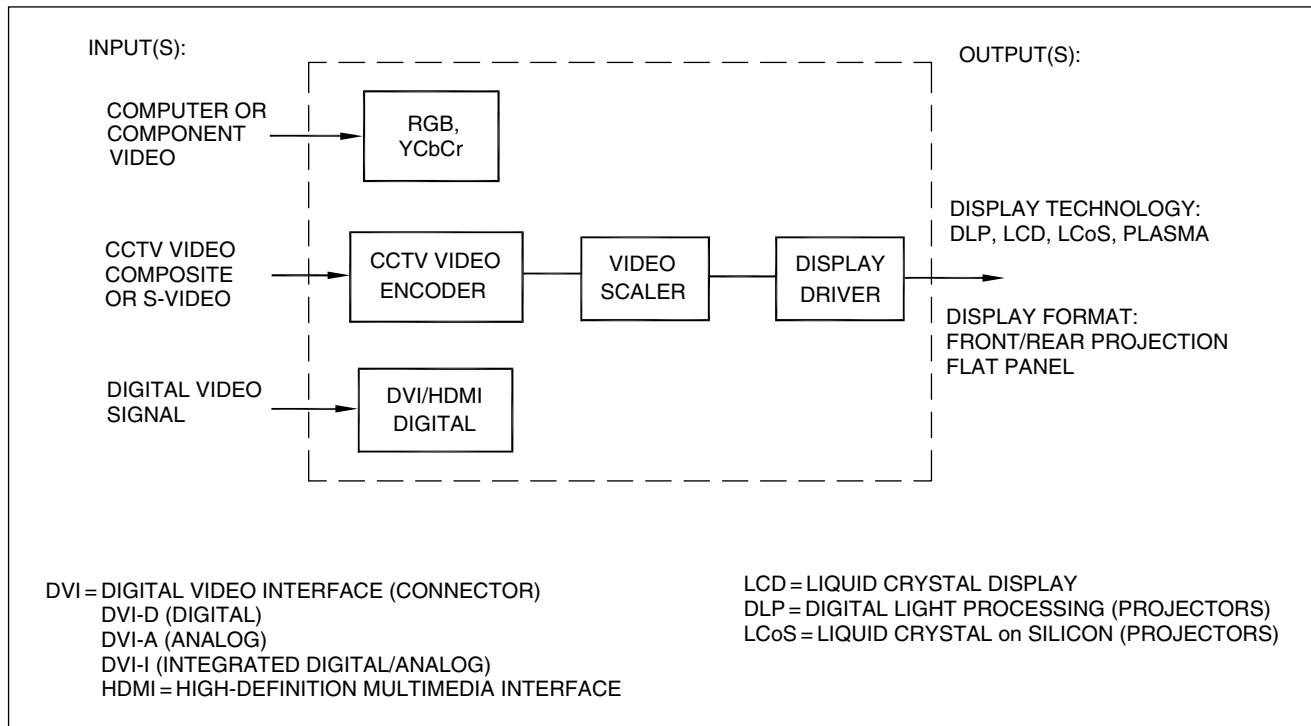 INPUT(S):
OUTPUT(S):
COMPUTER OR
COMPONENT
VIDEO
RGB,
YCbCr
CCTV VIDEO
COMPOSITE
OR S-VIDEO
CCTV VIDEO
ENCODER
VIDEO
SCALER
DISPLAY
DRIVER
DISPLAY TECHNOLOGY:
DLP, LCD, LCoS, PLASMA
DISPLAY FORMAT:
FRONT/REAR PROJECTION
FLAT PANEL
DIGITAL VIDEO
SIGNAL
DVI/HDMI
DIGITAL
DVI = DIGITAL VIDEO INTERFACE (CONNECTOR)
DVI-D (DIGITAL)
DVI-A (ANALOG)
DVI-I (INTEGRATED DIGITAL/ANALOG)
HDMI = HIGH-DEFINITION MULTIMEDIA INTERFACE
LCD = LIQUID CRYSTAL DISPLAY
DLP = DIGITAL LIGHT PROCESSING (PROJECTORS)
LCoS = LIQUID CRYSTAL on SILICON (PROJECTORS)